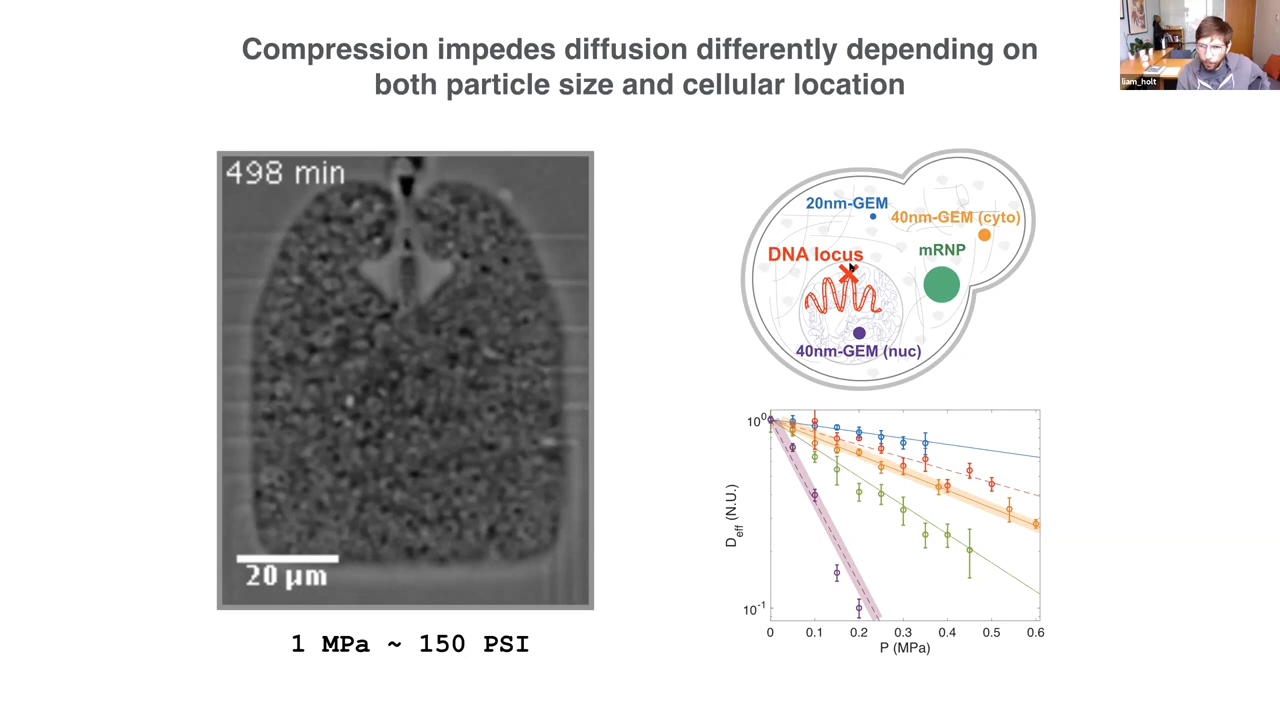 Compression impedes diffusion differently depending on
both particle size and cellular location
liam_holt
498 min
20 µm
1 MPa ~ 150 PSI
20nm-GEM
40nm-GEM (cyto)
DNA locus
mRNP
40nm-GEM (nuc)
10⁰
10⁻¹
D_eff (N.U.)
0 0.1 0.2 0.3 0.4 0.5 0.6
P (MPa)